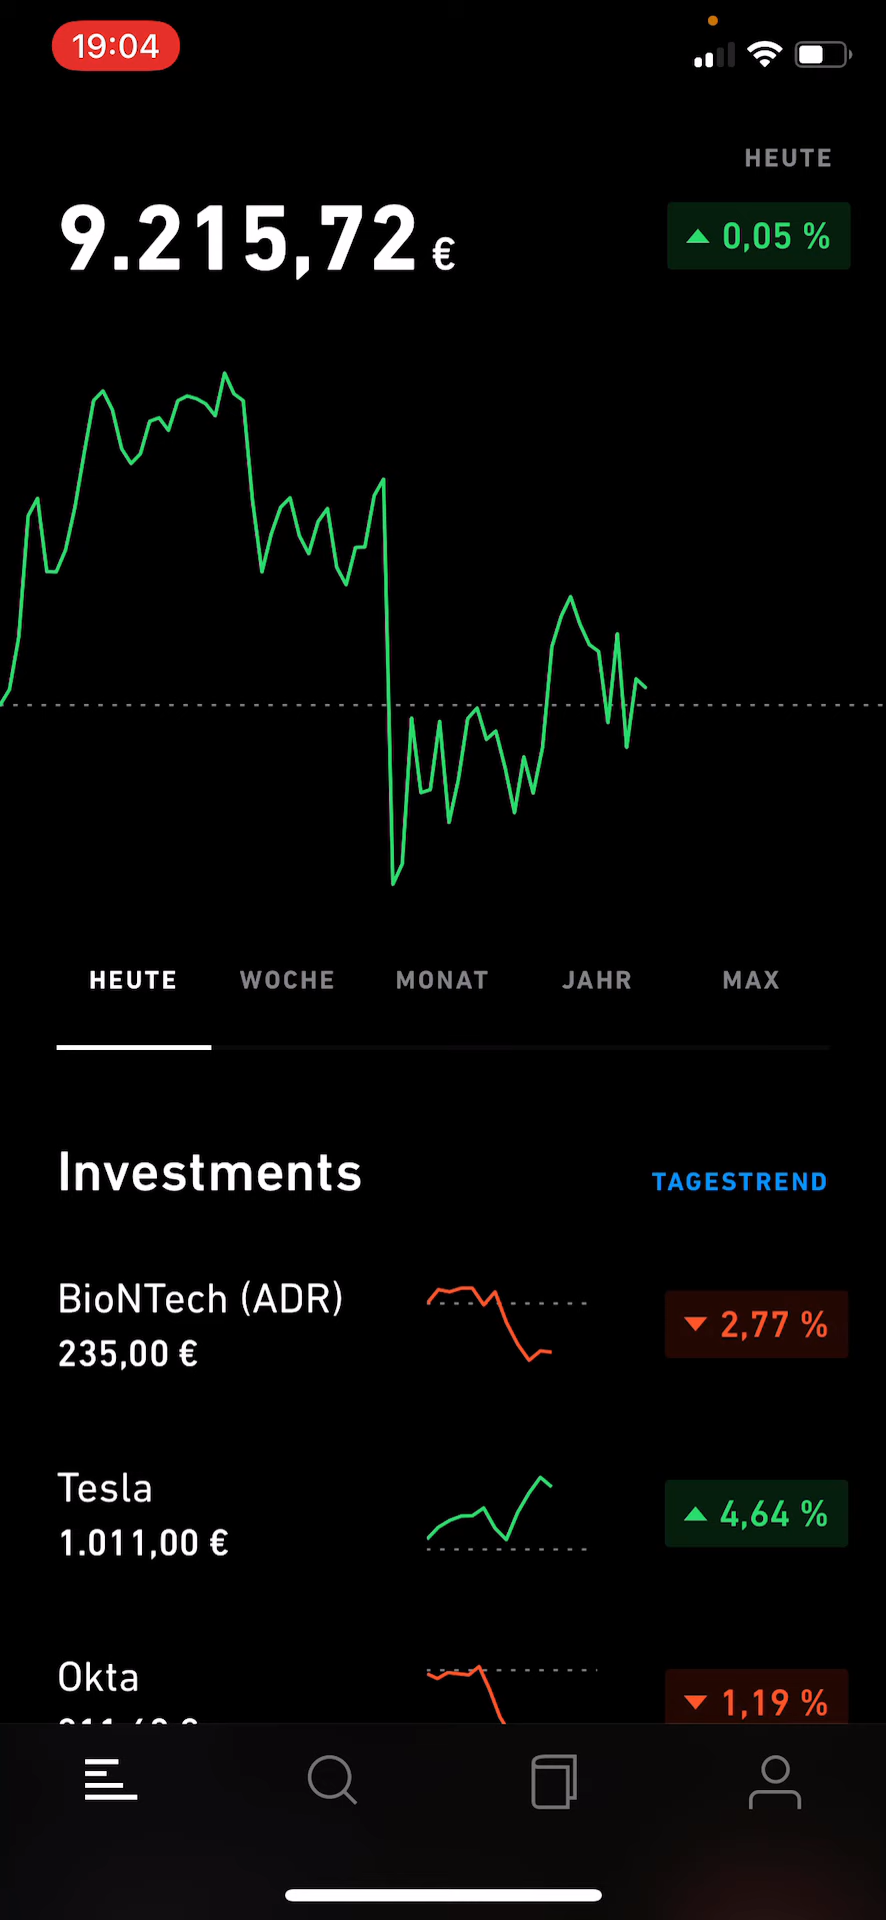 19:04
HEUTE
9.215,72 €
▲ 0,05 %
HEUTE WOCHE MONAT JAHR MAX
Investments
TAGESTREND
BioNTech (ADR)
235,00 €
▼ 2,77 %
Tesla
1.011,00 €
▲ 4,64 %
Okta
▼ 1,19 %